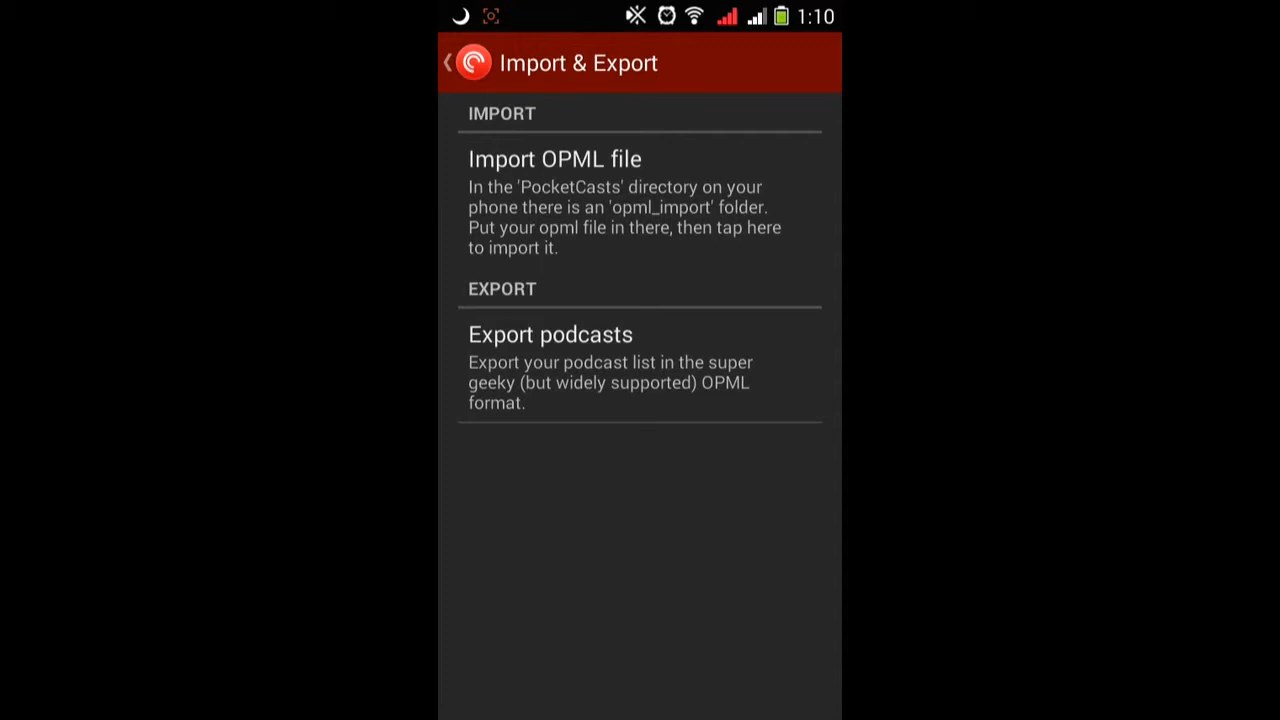 1:10
Import & Export
IMPORT
Import OPML file
In the 'PocketCasts' directory on your
phone there is an 'opml_import' folder.
Put your opml file in there, then tap here
to import it.
EXPORT
Export podcasts
Export your podcast list in the super
geeky (but widely supported) OPML
format.